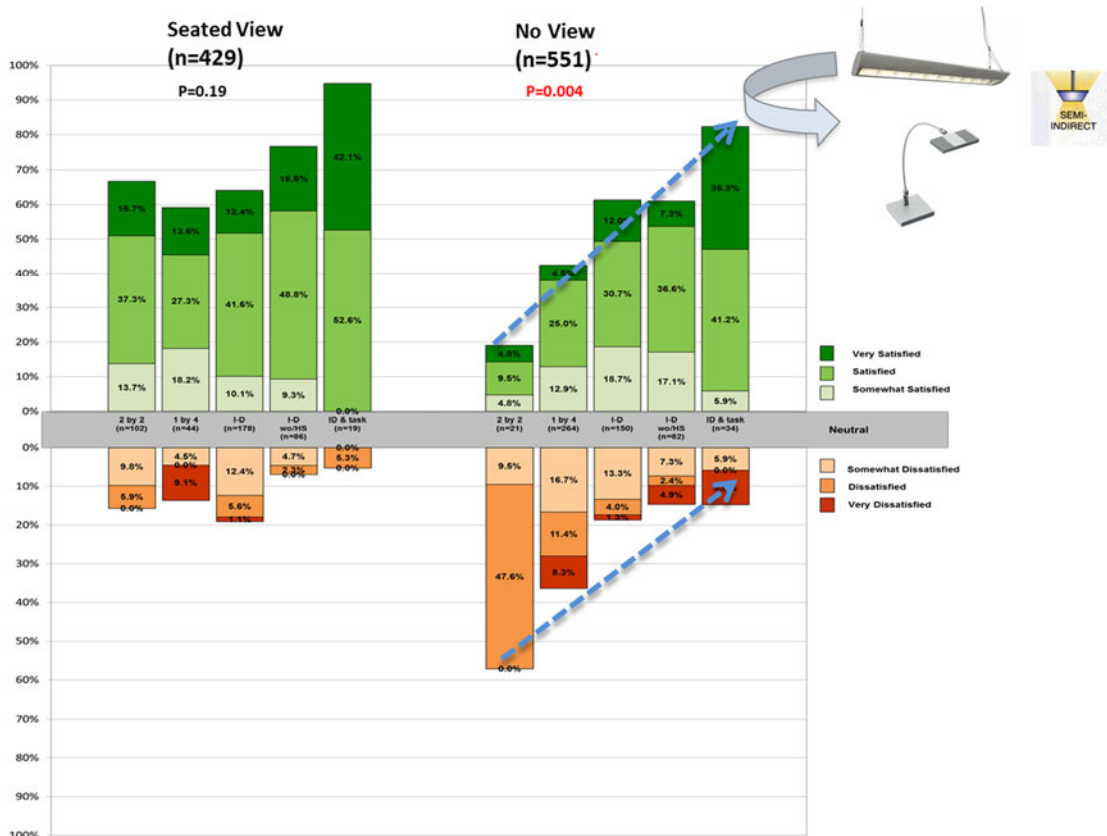 Seated View
(n=429)
P=0.19
No View
(n=551)
P=0.004
SEMI-
INDIRECT
100%
90%
80%
70%
60%
50%
40%
30%
20%
10%
0%
0%
10%
20%
30%
40%
50%
60%
70%
80%
90%
100%
15.7%
37.3%
13.7%
13.6%
27.3%
18.2%
12.4%
41.6%
10.1%
18.6%
48.8%
9.3%
42.1%
52.6%
0.0%
4.8%
9.5%
4.8%
4.5%
25.0%
12.9%
12.0%
30.7%
18.7%
7.3%
36.6%
17.1%
35.3%
41.2%
5.9%
Very Satisfied
Satisfied
Somewhat Satisfied
2 by 2
(n=102)
1 by 4
(n=44)
I-D
(n=178)
I-D
wo/HS
(n=86)
ID & task
(n=19)
2 by 2
(n=21)
1 by 4
(n=264)
I-D
(n=150)
I-D
wo/HS
(n=82)
ID & task
(n=34)
Neutral
9.8%
5.9%
0.0%
4.5%
0.0%
9.1%
12.4%
5.6%
1.1%
4.7%
2.3%
0.0%
0.0%
5.3%
0.0%
9.5%
47.6%
0.0%
16.7%
11.4%
8.3%
13.3%
4.0%
1.3%
7.3%
2.4%
4.9%
5.9%
0.0%
Somewhat Dissatisfied
Dissatisfied
Very Dissatisfied